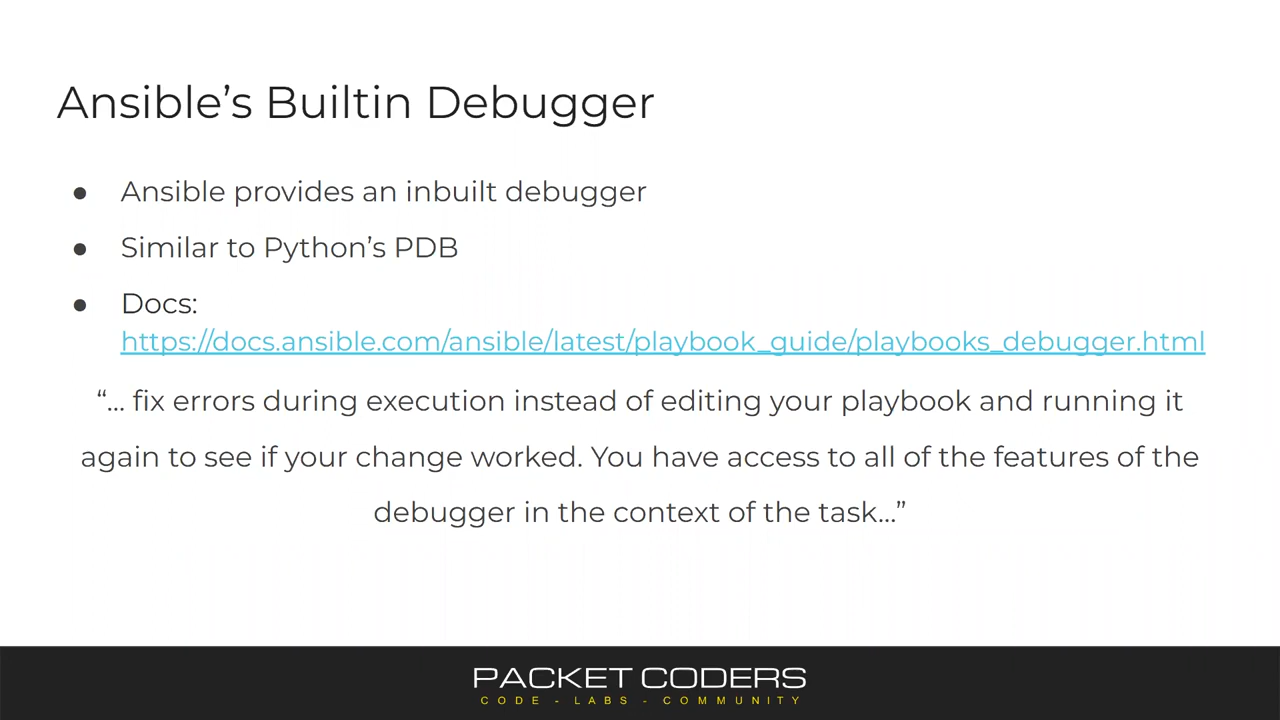 Ansible’s Builtin Debugger
● Ansible provides an inbuilt debugger
● Similar to Python’s PDB
● Docs:
https://docs.ansible.com/ansible/latest/playbook_guide/playbooks_debugger.html
“... fix errors during execution instead of editing your playbook and running it
again to see if your change worked. You have access to all of the features of the
debugger in the context of the task...”
PACKET CODERS
CODE - LABS - COMMUNITY